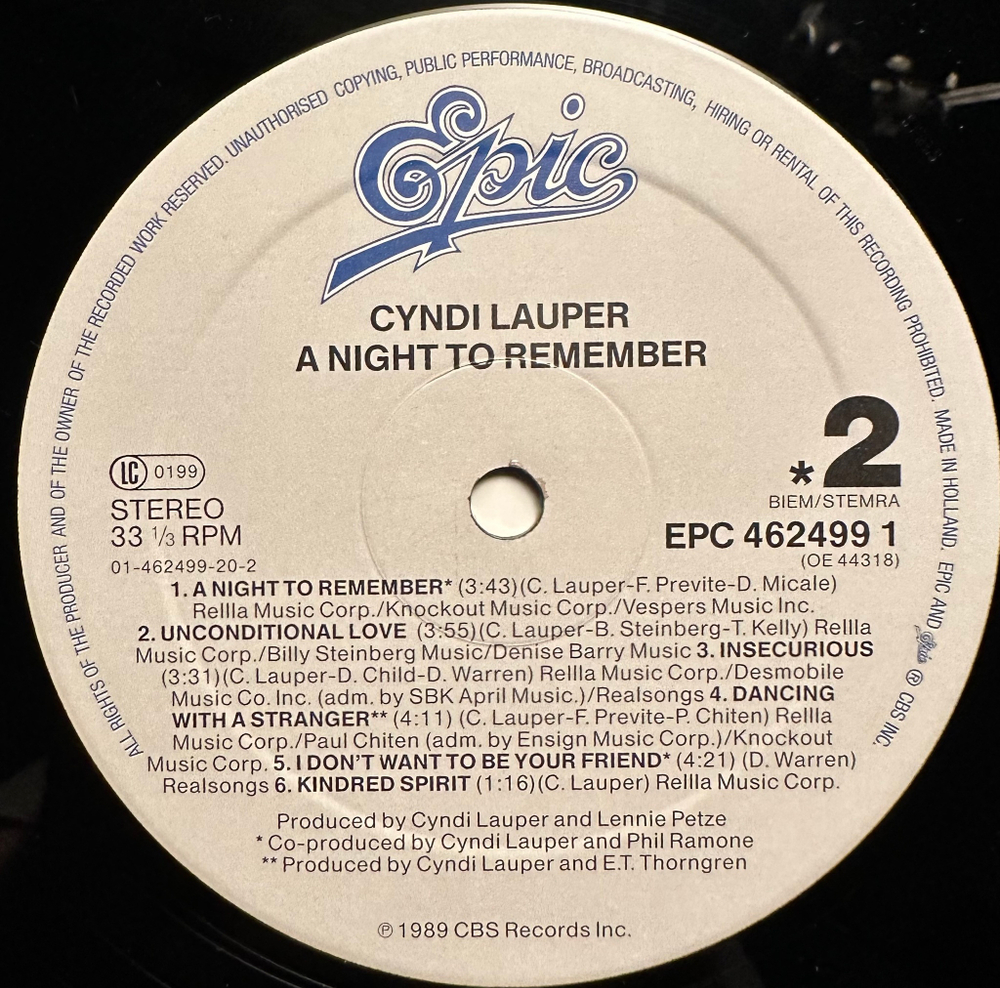 ALL RIGHTS OF THE PRODUCER AND OF THE OWNER OF THE RECORDED WORK RESERVED. UNAUTHORISED COPYING, PUBLIC PERFORMANCE, BROADCASTING, HIRING OR RENTAL OF THIS RECORDING PROHIBITED. MADE IN HOLLAND. EPIC AND Epic ® CBS INC.
Epic
CYNDI LAUPER
A NIGHT TO REMEMBER
*2
LC 0199
BIEM/STEMRA
STEREO
EPC 462499 1
33 1/3 RPM
(OE 44318)
01-462499-20-2
1. A NIGHT TO REMEMBER* (3:43)(C. Lauper-F. Previte-D. Micale)
Rellla Music Corp./Knockout Music Corp./Vespers Music Inc.
2. UNCONDITIONAL LOVE (3:55)(C. Lauper-B. Steinberg-T. Kelly) Rellla
Music Corp./Billy Steinberg Music/Denise Barry Music 3. INSECURIOUS
(3:31)(C. Lauper-D. Child-D. Warren) Rellla Music Corp./Desmobile
Music Co. Inc. (adm. by SBK April Music.)/Realsongs 4. DANCING
WITH A STRANGER** (4:11) (C. Lauper-F. Previte-P. Chiten) Rellla
Music Corp./Paul Chiten (adm. by Ensign Music Corp.)/Knockout
Music Corp. 5. I DON'T WANT TO BE YOUR FRIEND* (4:21) (D. Warren)
Realsongs 6. KINDRED SPIRIT (1:16)(C. Lauper) Rellla Music Corp.
Produced by Cyndi Lauper and Lennie Petze
* Co-produced by Cyndi Lauper and Phil Ramone
** Produced by Cyndi Lauper and E.T. Thorngren
℗ 1989 CBS Records Inc.